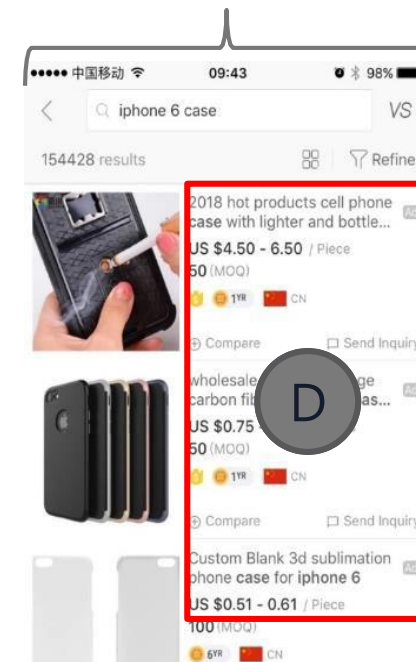 中国移动 09:43 98%
iphone 6 case VS
154428 results Refine
2018 hot products cell phone
case with lighter and bottle...
US $4.50 - 6.50 / Piece
50 (MOQ)
1YR CN
Compare Send Inquiry
wholesale ge
carbon fib as...
US $0.75 -
50 (MOQ)
1YR CN
Compare Send Inquiry
D
Custom Blank 3d sublimation
phone case for iphone 6
US $0.51 - 0.61 / Piece
100 (MOQ)
6YR CN